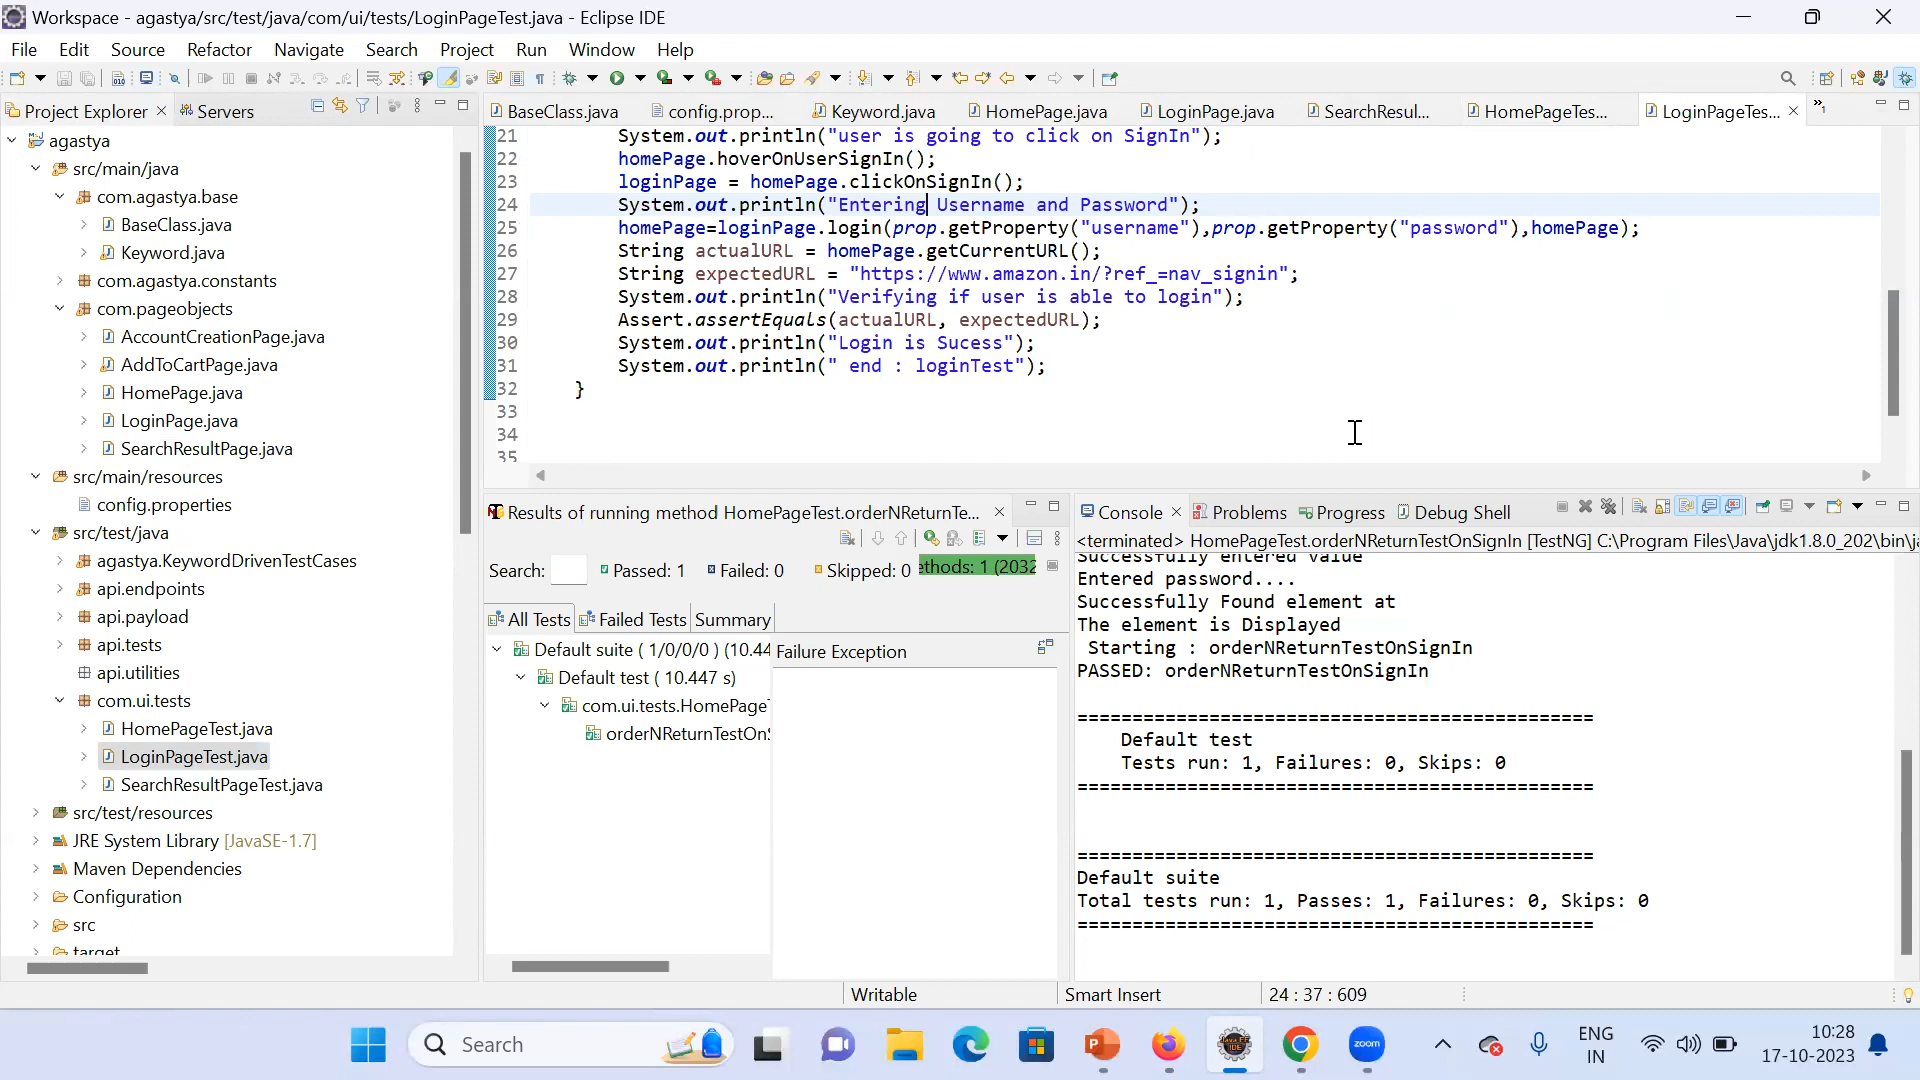 Workspace - agastya/src/test/java/com/ui/tests/LoginPageTest.java - Eclipse IDE
File Edit Source Refactor Navigate Search Project Run Window Help
Project Explorer
Servers
BaseClass.java
config.prop...
Keyword.java
HomePage.java
LoginPage.java
SearchResul...
HomePageTes...
LoginPageTes...
agastya
src/main/java
com.agastya.base
BaseClass.java
Keyword.java
com.agastya.constants
com.pageobjects
AccountCreationPage.java
AddToCartPage.java
HomePage.java
LoginPage.java
SearchResultPage.java
src/main/resources
config.properties
src/test/java
agastya.KeywordDrivenTestCases
api.endpoints
api.payload
api.tests
api.utilities
com.ui.tests
HomePageTest.java
LoginPageTest.java
SearchResultPageTest.java
src/test/resources
JRE System Library [JavaSE-1.7]
Maven Dependencies
Configuration
src
target
21 System.out.println("user is going to click on SignIn");
22 homePage.hoverOnUserSignIn();
23 loginPage = homePage.clickOnSignIn();
24 System.out.println("Entering Username and Password");
25 homePage=loginPage.login(prop.getProperty("username"),prop.getProperty("password"),homePage);
26 String actualURL = homePage.getCurrentURL();
27 String expectedURL = "https://www.amazon.in/?ref_=nav_signin";
28 System.out.println("Verifying if user is able to login");
29 Assert.assertEquals(actualURL, expectedURL);
30 System.out.println("Login is Sucess");
31 System.out.println(" end : loginTest");
32 }
33
34
35
Results of running method HomePageTest.orderNReturnTe...
Search:
Passed: 1
Failed: 0
Skipped: 0
ethods: 1 (2032
All Tests
Failed Tests
Summary
Default suite ( 1/0/0/0 ) (10.44
Default test ( 10.447 s)
com.ui.tests.HomePage
orderNReturnTestOn
Failure Exception
Console
Problems
Progress
Debug Shell
<terminated> HomePageTest.orderNReturnTestOnSignIn [TestNG] C:\Program Files\Java\jdk1.8.0_202\bin\j
Successfully entered value
Entered password....
Successfully Found element at
The element is Displayed
Starting : orderNReturnTestOnSignIn
PASSED: orderNReturnTestOnSignIn
===============================================
Default test
Tests run: 1, Failures: 0, Skips: 0
===============================================
===============================================
Default suite
Total tests run: 1, Passes: 1, Failures: 0, Skips: 0
===============================================
Writable
Smart Insert
24 : 37 : 609
Search
zoom
ENG
IN
10:28
17-10-2023